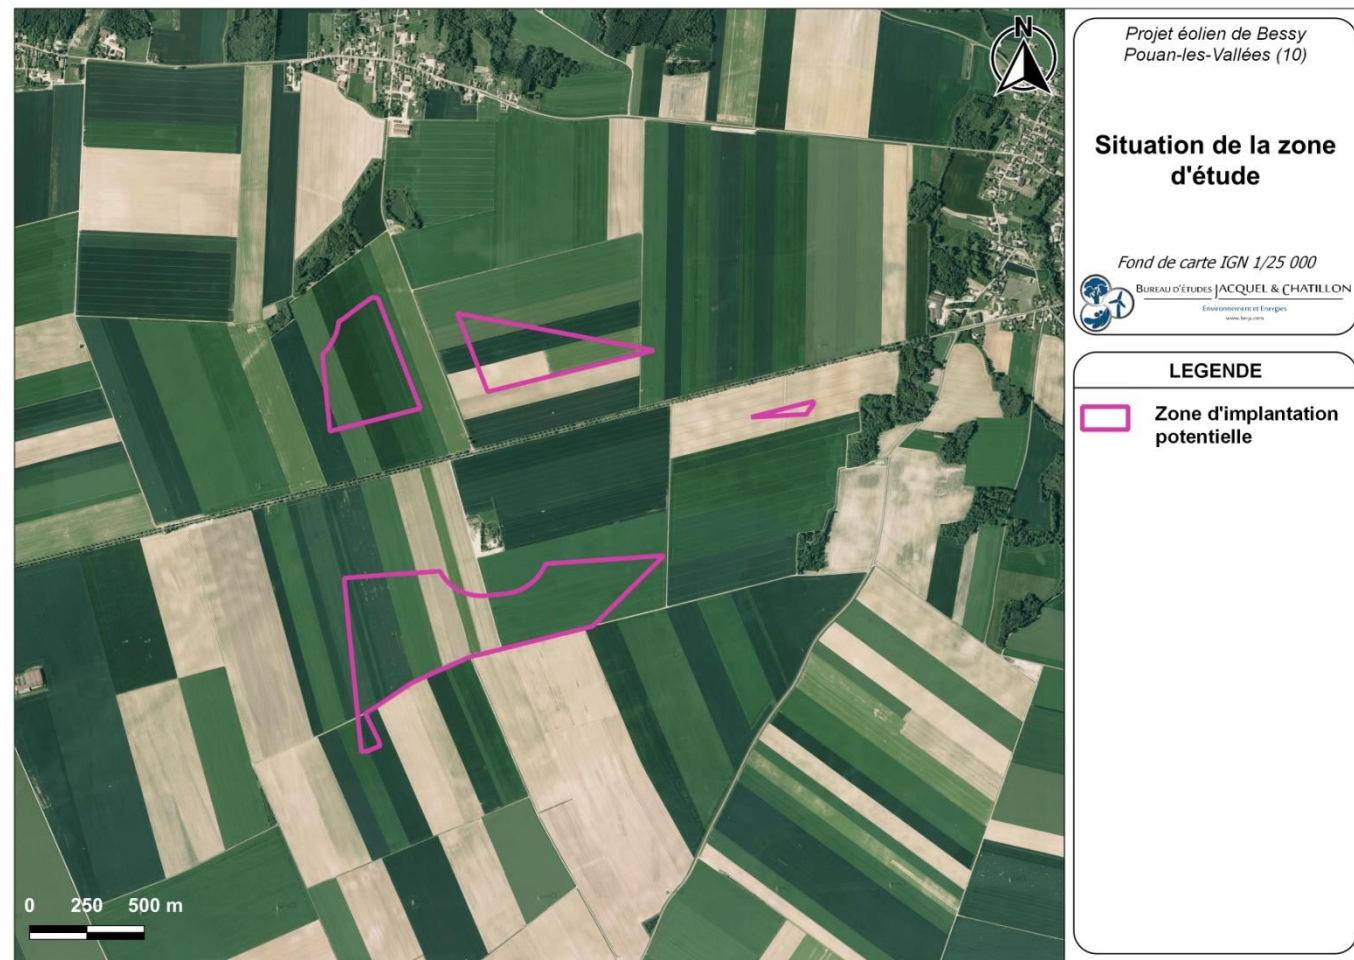 N
Projet éolien de Bessy
Pouan-les-Vallées (10)
Situation de la zone
d'étude
Fond de carte IGN 1/25 000
BUREAU D'ÉTUDES JACQUEL & CHATILLON
Environnement et Energies
LEGENDE
Zone d'implantation
potentielle
0 250 500 m